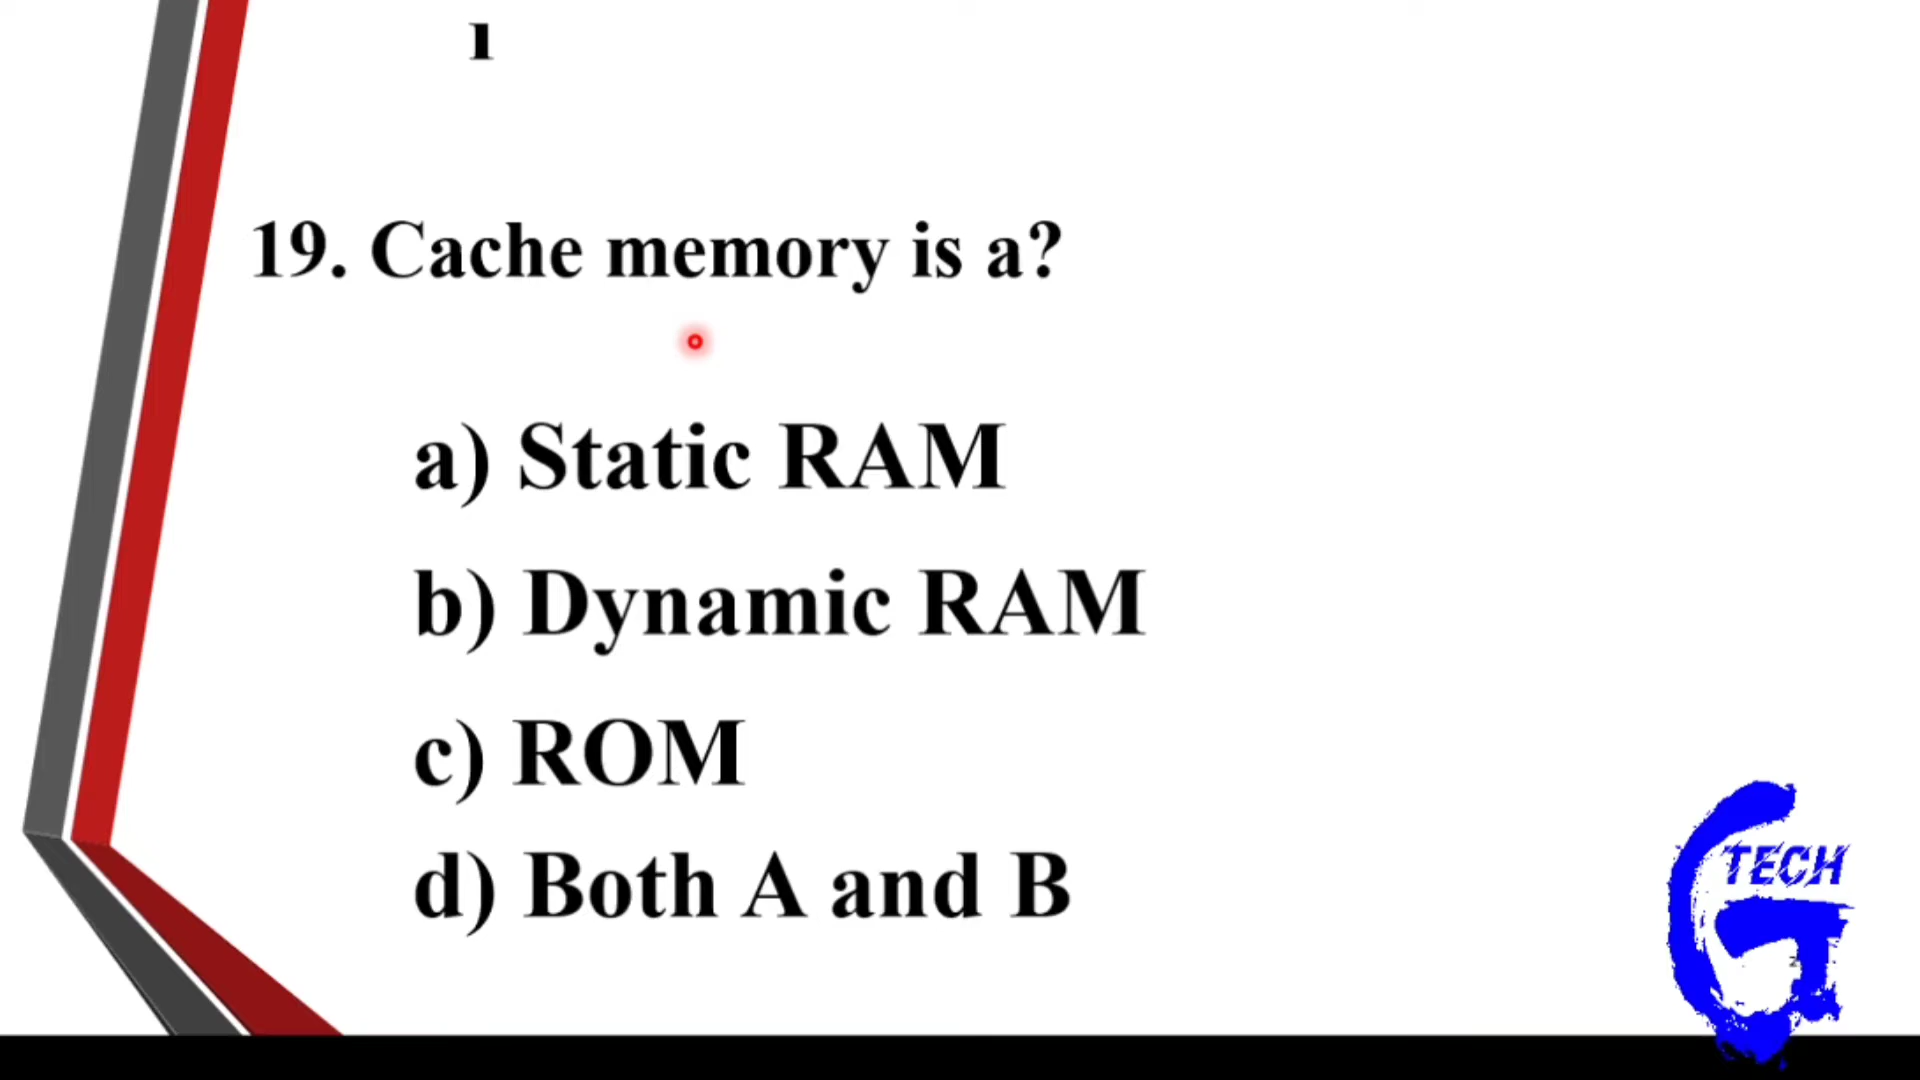 19. Cache memory is a?
a) Static RAM
b) Dynamic RAM
c) ROM
d) Both A and B
TECH
G